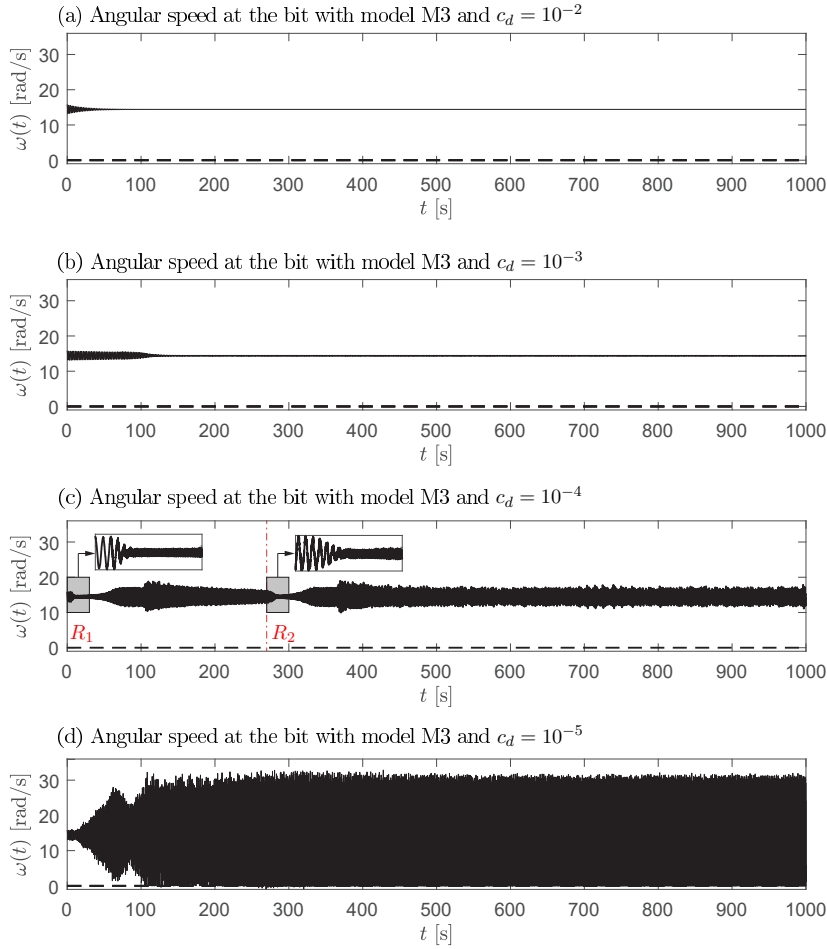 (a) Angular speed at the bit with model M3 and c_d = 10^{-2}
ω(t) [rad/s]
30
20
10
0
0 100 200 300 400 500 600 700 800 900 1000
t [s]
(b) Angular speed at the bit with model M3 and c_d = 10^{-3}
ω(t) [rad/s]
30
20
10
0
0 100 200 300 400 500 600 700 800 900 1000
t [s]
(c) Angular speed at the bit with model M3 and c_d = 10^{-4}
ω(t) [rad/s]
30
20
10
0
R_1 R_2
0 100 200 300 400 500 600 700 800 900 1000
t [s]
(d) Angular speed at the bit with model M3 and c_d = 10^{-5}
ω(t) [rad/s]
30
20
10
0
0 100 200 300 400 500 600 700 800 900 1000
t [s]